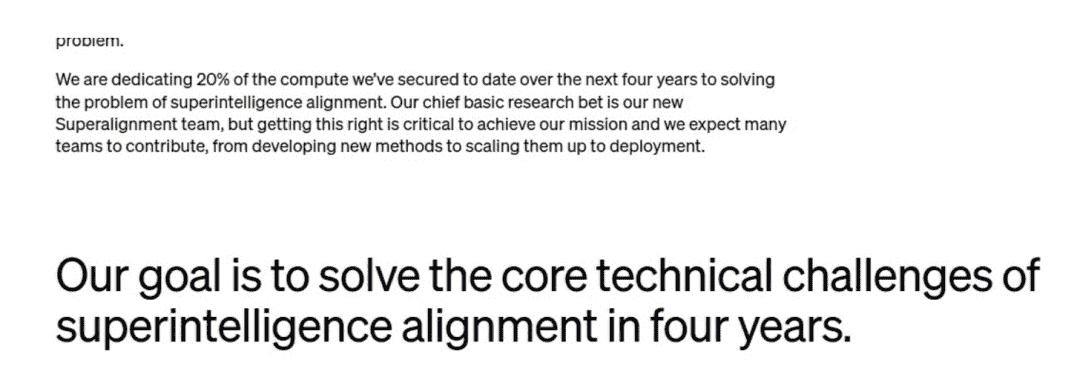 problem.
We are dedicating 20% of the compute we've secured to date over the next four years to solving
the problem of superintelligence alignment. Our chief basic research bet is our new
Superalignment team, but getting this right is critical to achieve our mission and we expect many
teams to contribute, from developing new methods to scaling them up to deployment.
Our goal is to solve the core technical challenges of
superintelligence alignment in four years.